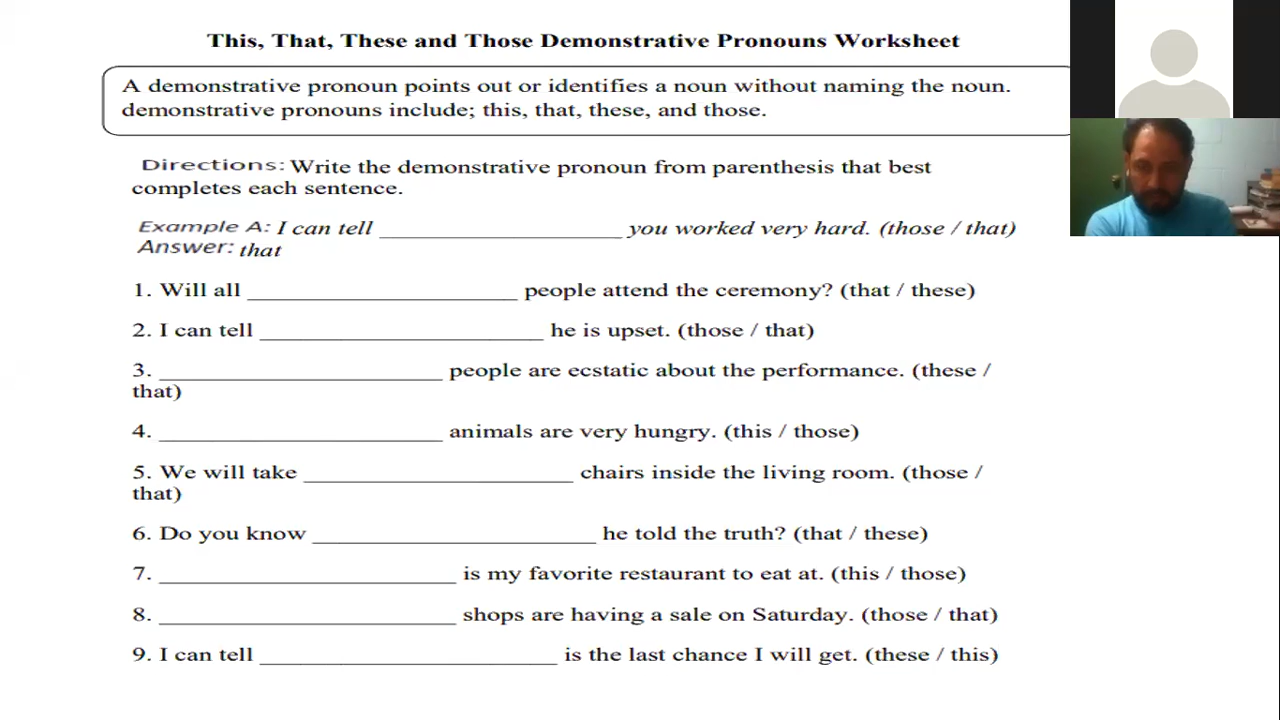 This, That, These and Those Demonstrative Pronouns Worksheet
A demonstrative pronoun points out or identifies a noun without naming the noun.
demonstrative pronouns include; this, that, these, and those.
Directions: Write the demonstrative pronoun from parenthesis that best
completes each sentence.
Example A: I can tell ______________________ you worked very hard. (those / that)
Answer: that
1. Will all ________________________ people attend the ceremony? (that / these)
2. I can tell _________________________ he is upset. (those / that)
3. _________________________ people are ecstatic about the performance. (these /
that)
4. _________________________ animals are very hungry. (this / those)
5. We will take ________________________ chairs inside the living room. (those /
that)
6. Do you know _________________________ he told the truth? (that / these)
7. __________________________ is my favorite restaurant to eat at. (this / those)
8. __________________________ shops are having a sale on Saturday. (those / that)
9. I can tell __________________________ is the last chance I will get. (these / this)